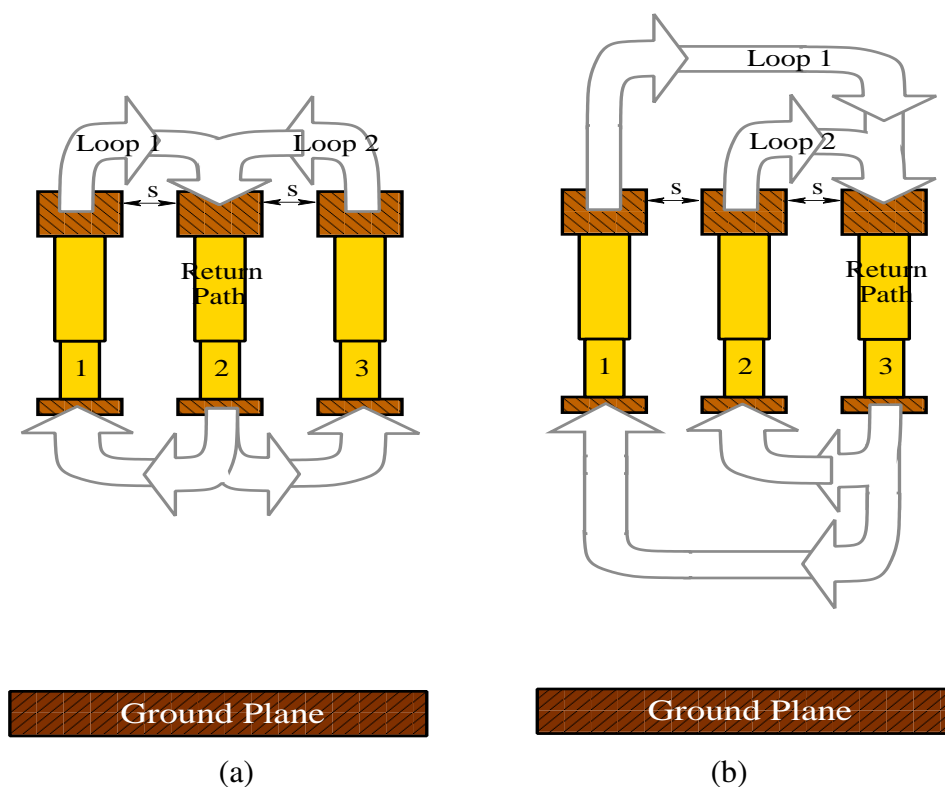 Loop 1
Loop 2
s
s
Return
Path
1
2
3
Ground Plane
(a)
Loop 1
Loop 2
s
s
Return
Path
1
2
3
Ground Plane
(b)